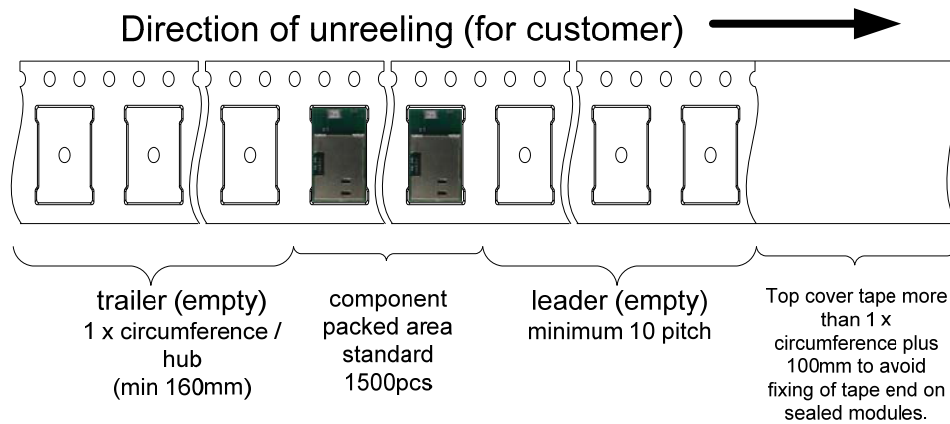 Direction of unreeling (for customer)
trailer (empty)
1 x circumference /
hub
(min 160mm)
component
packed area
standard
1500pcs
leader (empty)
minimum 10 pitch
Top cover tape more
than 1 x
circumference plus
100mm to avoid
fixing of tape end on
sealed modules.